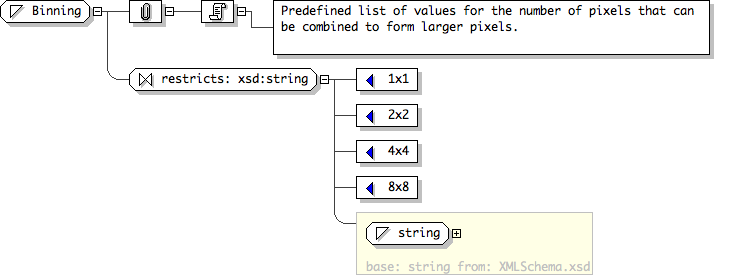 Binning
Predefined list of values for the number of pixels that can
be combined to form larger pixels.
restricts: xsd:string
1x1
2x2
4x4
8x8
string
base: string from: XMLSchema.xsd